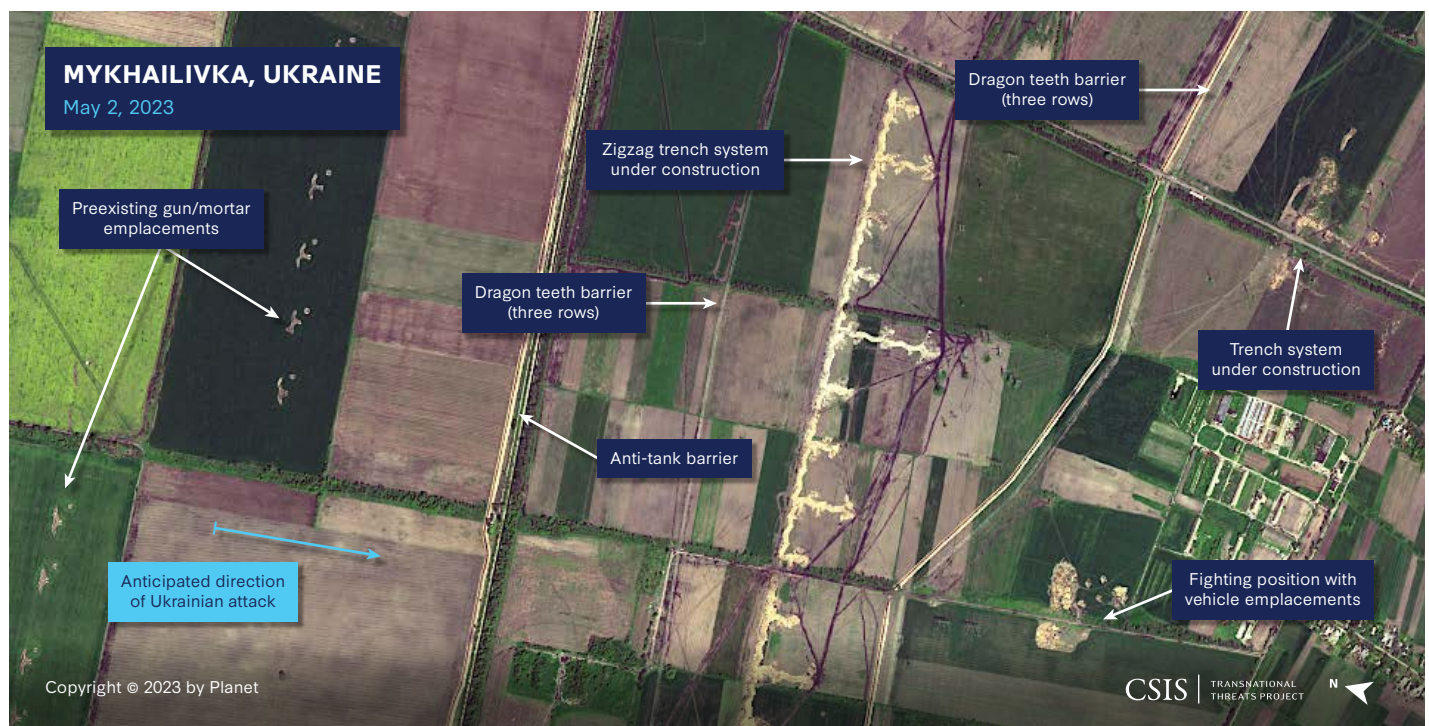 MYKHAILIVKA, UKRAINE
May 2, 2023
Dragon teeth barrier
(three rows)
Zigzag trench system
under construction
Preexisting gun/mortar
emplacements
Dragon teeth barrier
(three rows)
Trench system
under construction
Anti-tank barrier
Anticipated direction
of Ukrainian attack
Fighting position with
vehicle emplacements
Copyright © 2023 by Planet
CSIS
TRANSNATIONAL
THREATS PROJECT
N